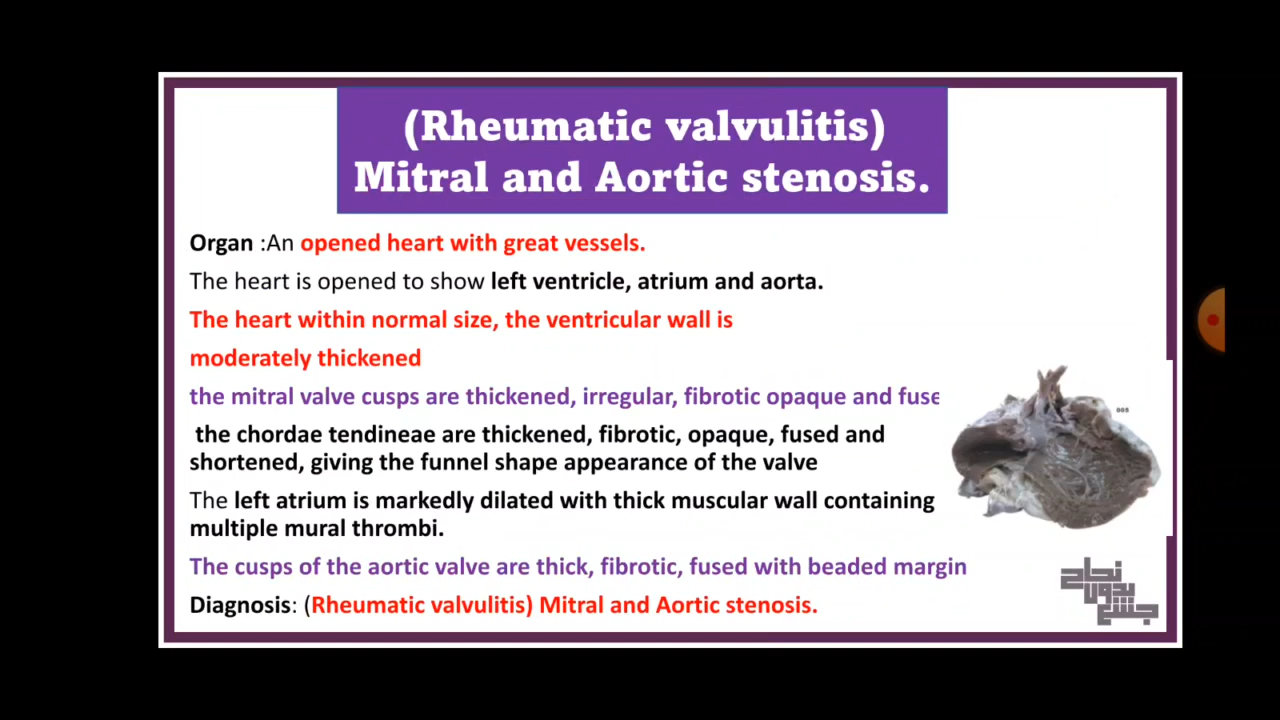 (Rheumatic valvulitis)
Mitral and Aortic stenosis.
Organ :An opened heart with great vessels.
The heart is opened to show left ventricle, atrium and aorta.
The heart within normal size, the ventricular wall is
moderately thickened
the mitral valve cusps are thickened, irregular, fibrotic opaque and fuse
the chordae tendineae are thickened, fibrotic, opaque, fused and
shortened, giving the funnel shape appearance of the valve
The left atrium is markedly dilated with thick muscular wall containing
multiple mural thrombi.
The cusps of the aortic valve are thick, fibrotic, fused with beaded margin
Diagnosis: (Rheumatic valvulitis) Mitral and Aortic stenosis.
نجاح
بدون